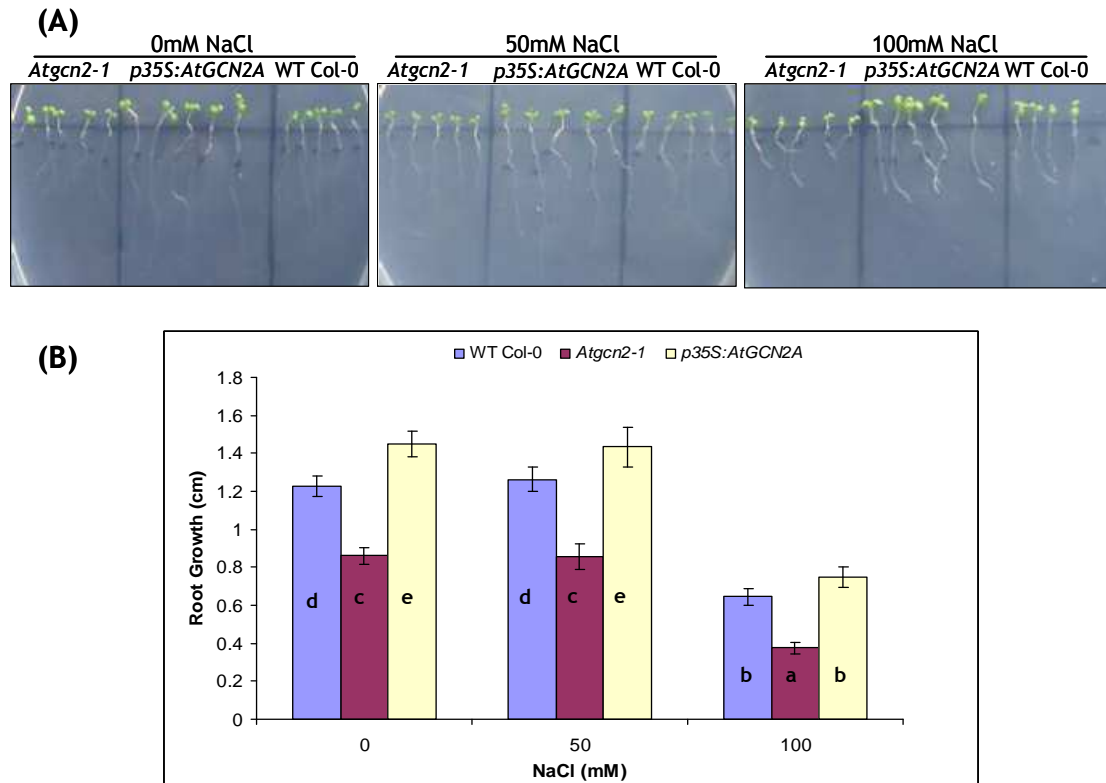 (A)
0mM NaCl 50mM NaCl 100mM NaCl
Atgcn2-1 p35S:AtGCN2A WT Col-0 Atgcn2-1 p35S:AtGCN2A WT Col-0 Atgcn2-1 p35S:AtGCN2A WT Col-0
(B)
WT Col-0 Atgcn2-1 p35S:AtGCN2A
Root Growth (cm)
1.8
1.6
1.4
1.2
1
0.8
0.6
0.4
0.2
0
d c e d c e b a b
0 50 100
NaCl (mM)